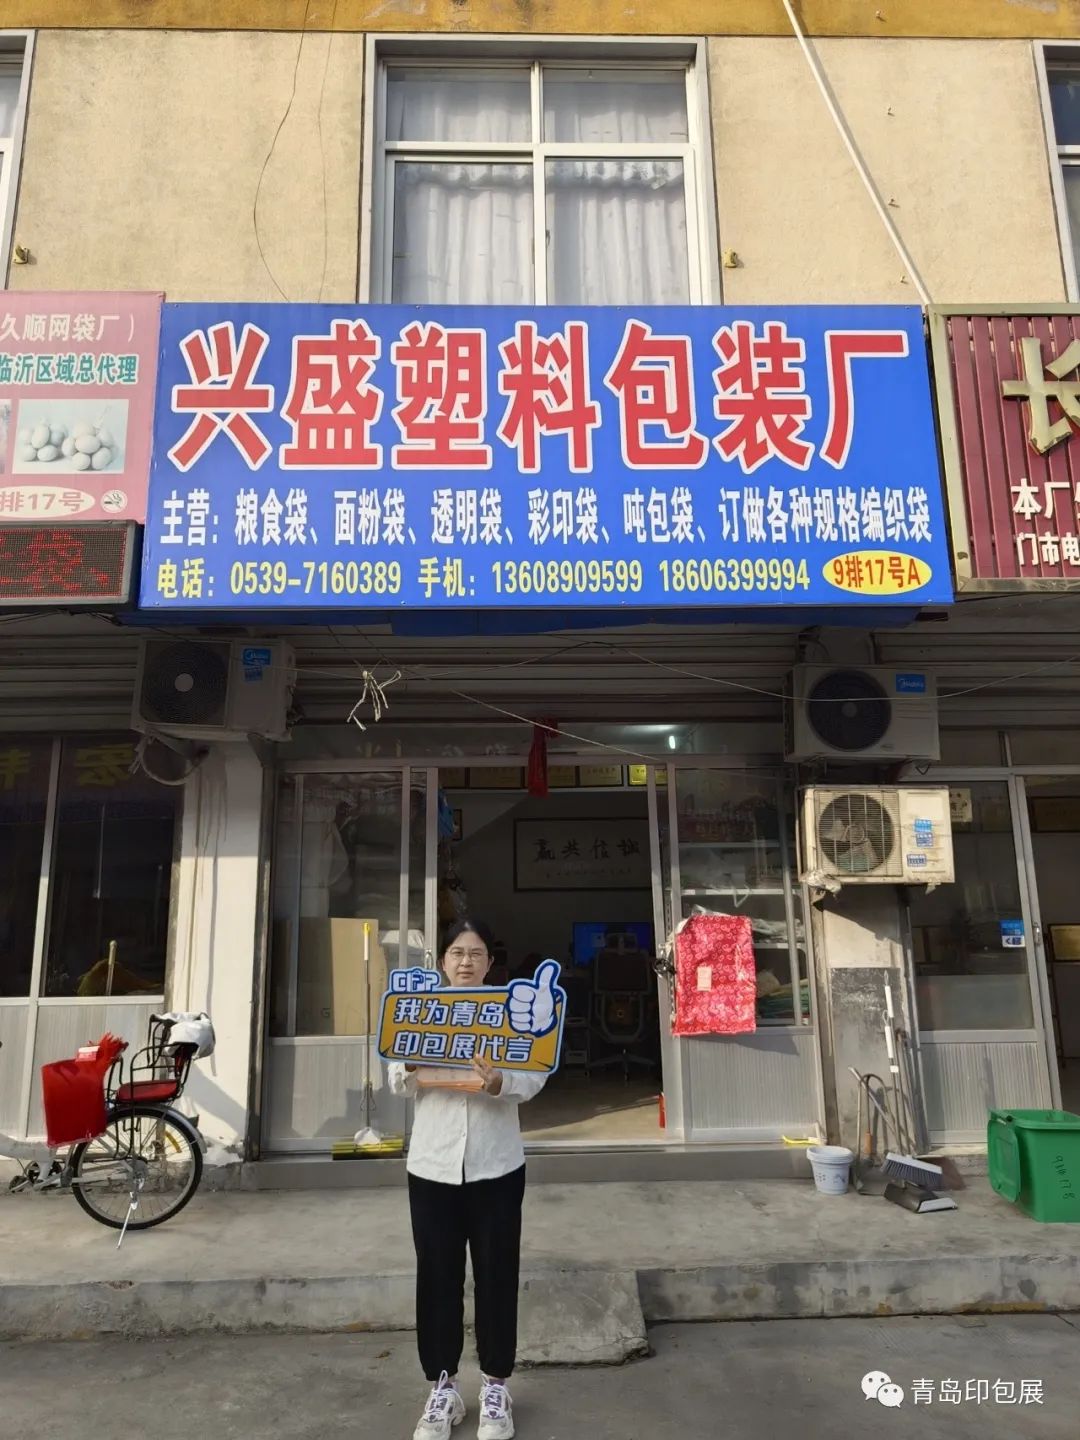 久顺网袋厂）
临沂区域总代理
排17号
兴盛塑料包装厂
主营：粮食袋、面粉袋、透明袋、彩印袋、吨包袋、订做各种规格编织袋
电话：0539-7160389 手机：13608909599 18606399994 9排17号A
本厂
门市电
Midea
Midea
赢共信诚
CIPP
我为青岛
印包展代言
青岛印包展